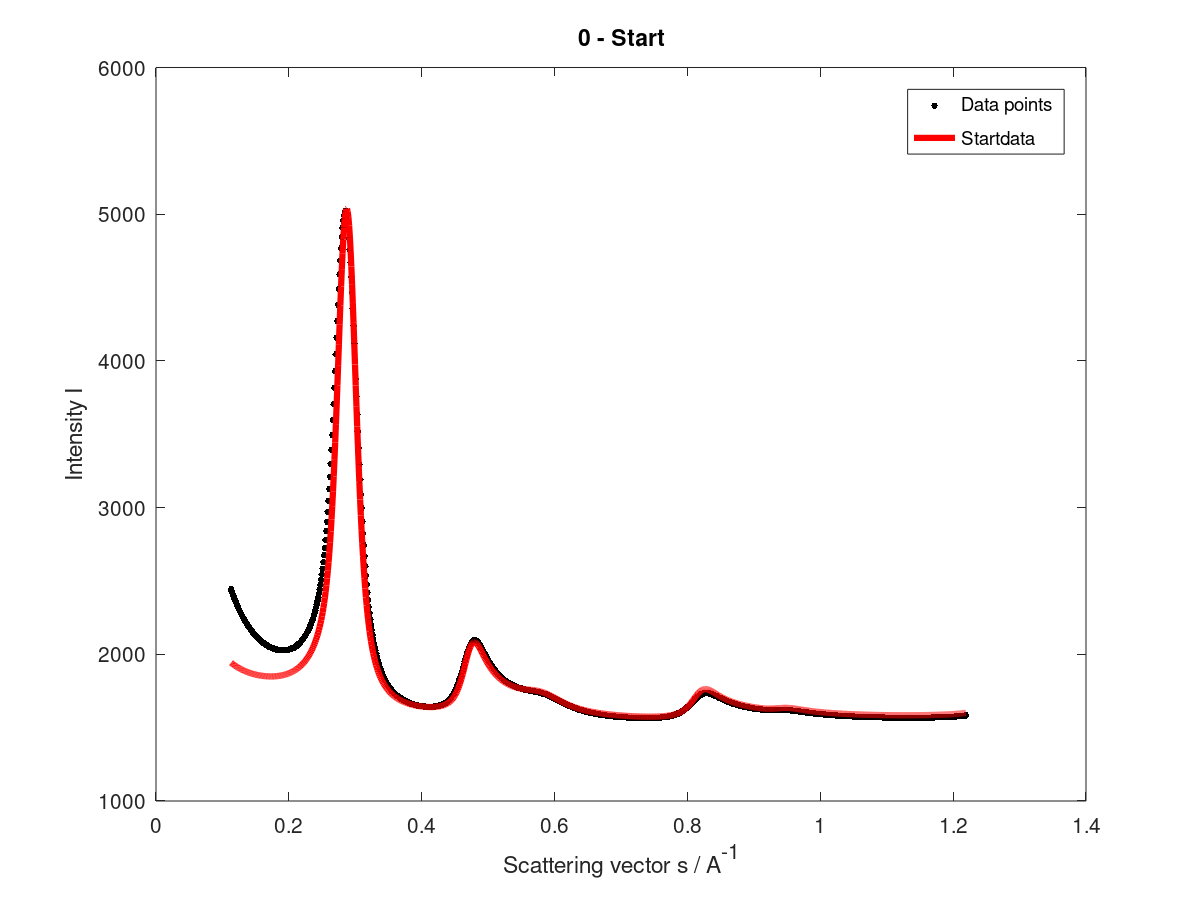 0 - Start
6000
5000
4000
3000
2000
1000
Intensity I
Data points
Startdata
0 0.2 0.4 0.6 0.8 1 1.2 1.4
Scattering vector s / A^-1